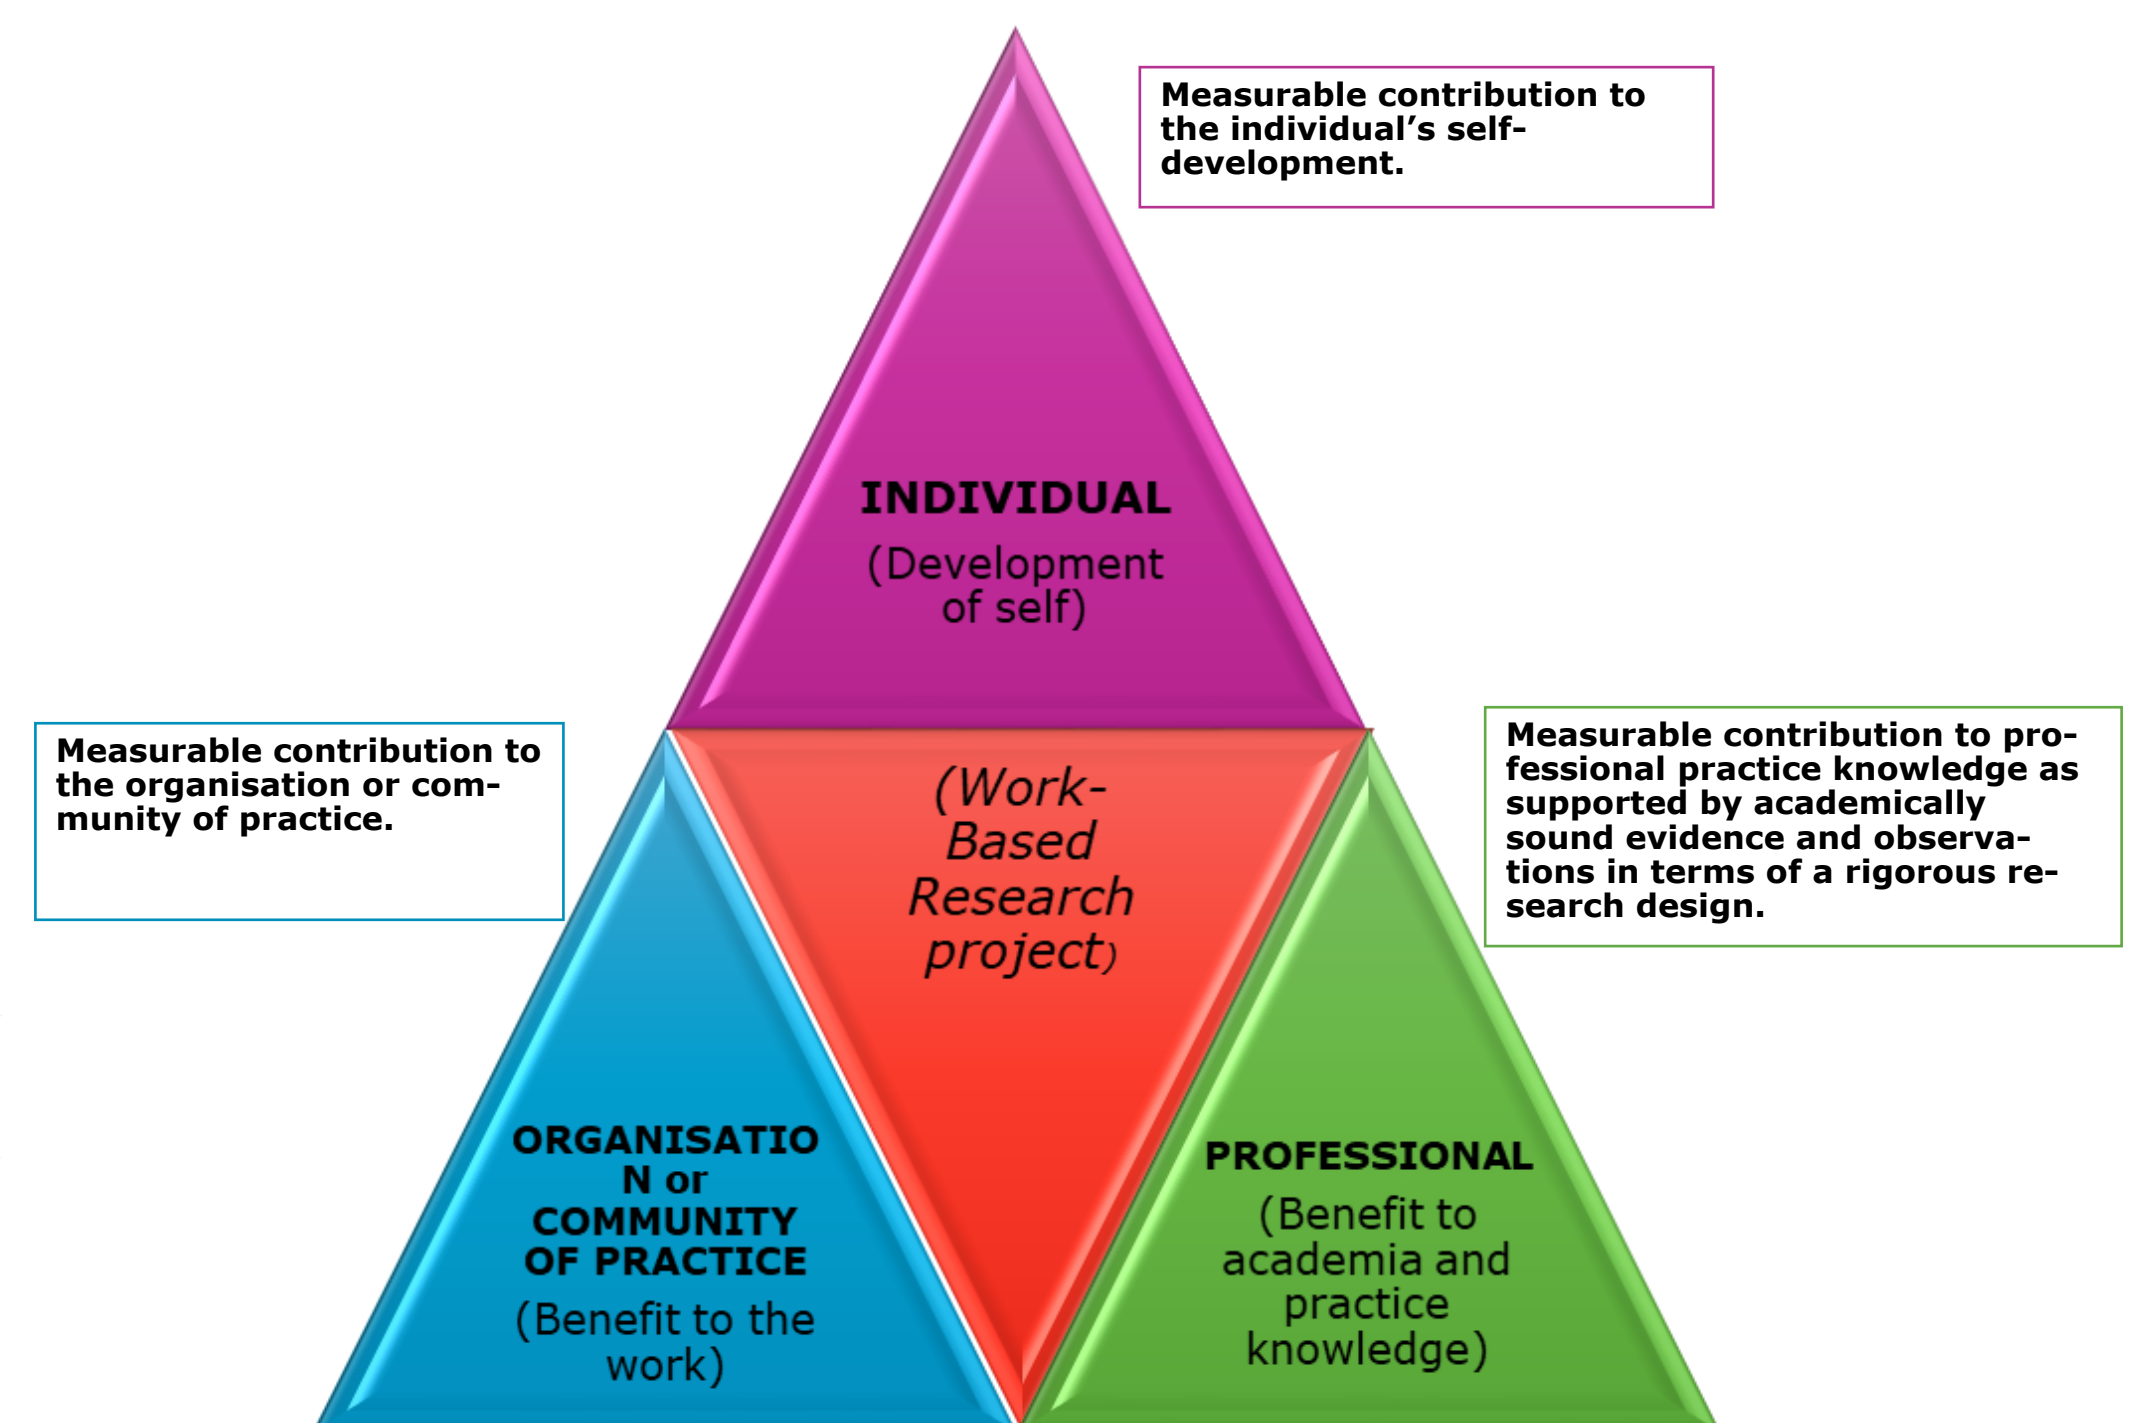 Measurable contribution to
the individual’s self-
development.
INDIVIDUAL
(Development
of self)
Measurable contribution to
the organisation or com-
munity of practice.
(Work-
Based
Research
project)
Measurable contribution to pro-
fessional practice knowledge as
supported by academically
sound evidence and observa-
tions in terms of a rigorous re-
search design.
ORGANISATIO
N or
COMMUNITY
OF PRACTICE
(Benefit to the
work)
PROFESSIONAL
(Benefit to
academia and
practice
knowledge)